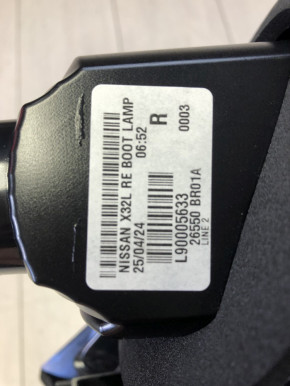 NISSAN X32L RE BOOT LAMP
25/04/24 06:52 R
0003
L90005633
26550 BR01A
LINE 2